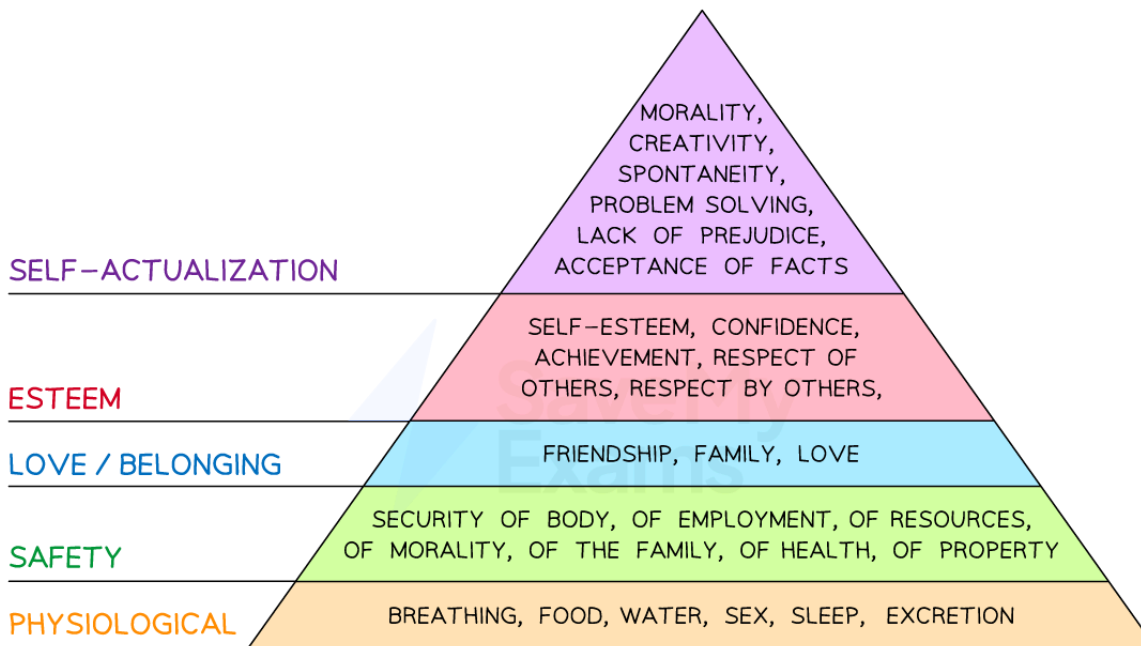 MORALITY,
CREATIVITY,
SPONTANEITY,
PROBLEM SOLVING,
LACK OF PREJUDICE,
ACCEPTANCE OF FACTS
SELF-ACTUALIZATION
SELF-ESTEEM, CONFIDENCE,
ACHIEVEMENT, RESPECT OF
OTHERS, RESPECT BY OTHERS,
ESTEEM
FRIENDSHIP, FAMILY, LOVE
LOVE / BELONGING
SECURITY OF BODY, OF EMPLOYMENT, OF RESOURCES,
OF MORALITY, OF THE FAMILY, OF HEALTH, OF PROPERTY
SAFETY
BREATHING, FOOD, WATER, SEX, SLEEP, EXCRETION
PHYSIOLOGICAL
SaveMy
Exams